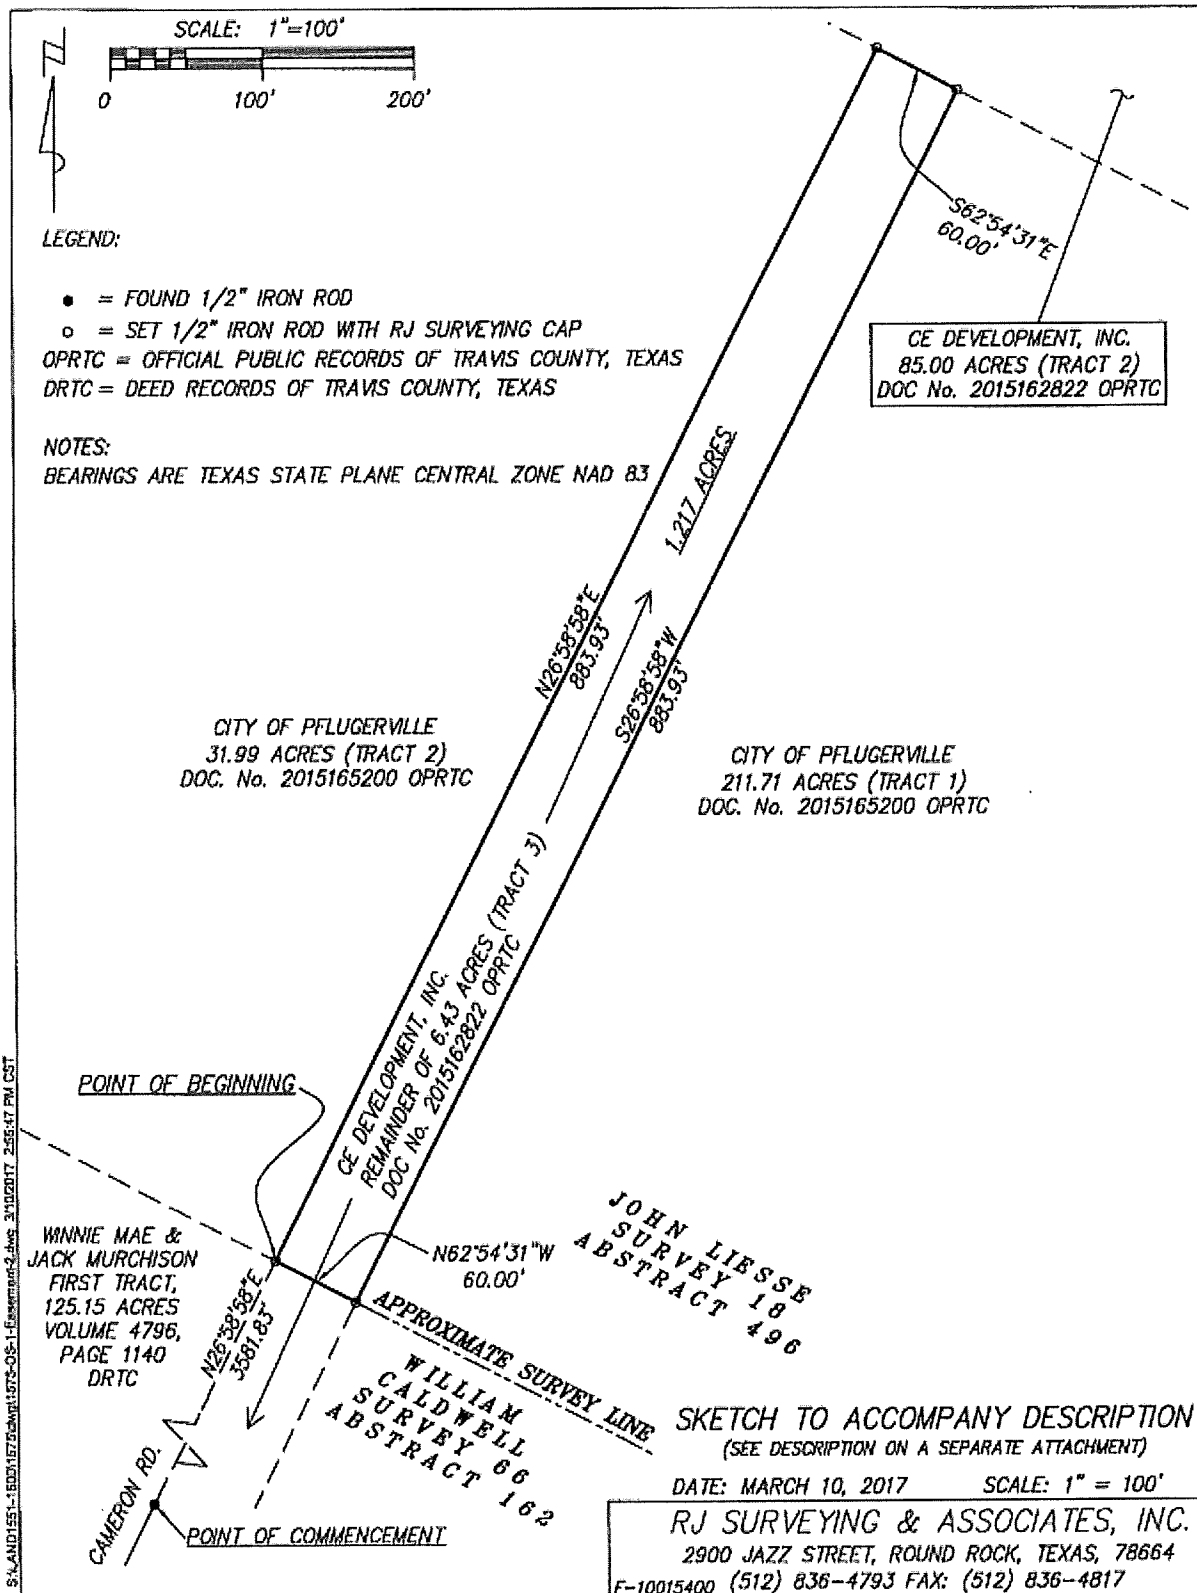 SCALE: 1"=100'
0 100' 200'
N
LEGEND:
● = FOUND 1/2" IRON ROD
○ = SET 1/2" IRON ROD WITH RJ SURVEYING CAP
OPRTC = OFFICIAL PUBLIC RECORDS OF TRAVIS COUNTY, TEXAS
DRTC = DEED RECORDS OF TRAVIS COUNTY, TEXAS
NOTES:
BEARINGS ARE TEXAS STATE PLANE CENTRAL ZONE NAD 83
S62°54'31"E
60.00'
CE DEVELOPMENT, INC.
85.00 ACRES (TRACT 2)
DOC No. 2015162822 OPRTC
1.217 ACRES
N26°58'58"E
883.93'
S26°58'58"W
883.93'
CITY OF PFLUGERVILLE
31.99 ACRES (TRACT 2)
DOC. No. 2015165200 OPRTC
CITY OF PFLUGERVILLE
211.71 ACRES (TRACT 1)
DOC. No. 2015165200 OPRTC
CE DEVELOPMENT, INC.
REMAINDER OF 6.43 ACRES (TRACT 3)
DOC No. 2015162822 OPRTC
POINT OF BEGINNING
WINNIE MAE &
JACK MURCHISON
FIRST TRACT,
125.15 ACRES
VOLUME 4796,
PAGE 1140
DRTC
N26°58'58"E
3581.83'
N62°54'31"W
60.00'
JOHN LIESSE
SURVEY 18
ABSTRACT 496
APPROXIMATE SURVEY LINE
WILLIAM
CALDWELL
SURVEY 66
ABSTRACT 162
CAMERON RD.
POINT OF COMMENCEMENT
SKETCH TO ACCOMPANY DESCRIPTION
(SEE DESCRIPTION ON A SEPARATE ATTACHMENT)
DATE: MARCH 10, 2017 SCALE: 1" = 100'
RJ SURVEYING & ASSOCIATES, INC.
2900 JAZZ STREET, ROUND ROCK, TEXAS, 78664
F-10015400 (512) 836-4793 FAX: (512) 836-4817
3/10/2017 2:55:47 PM CST